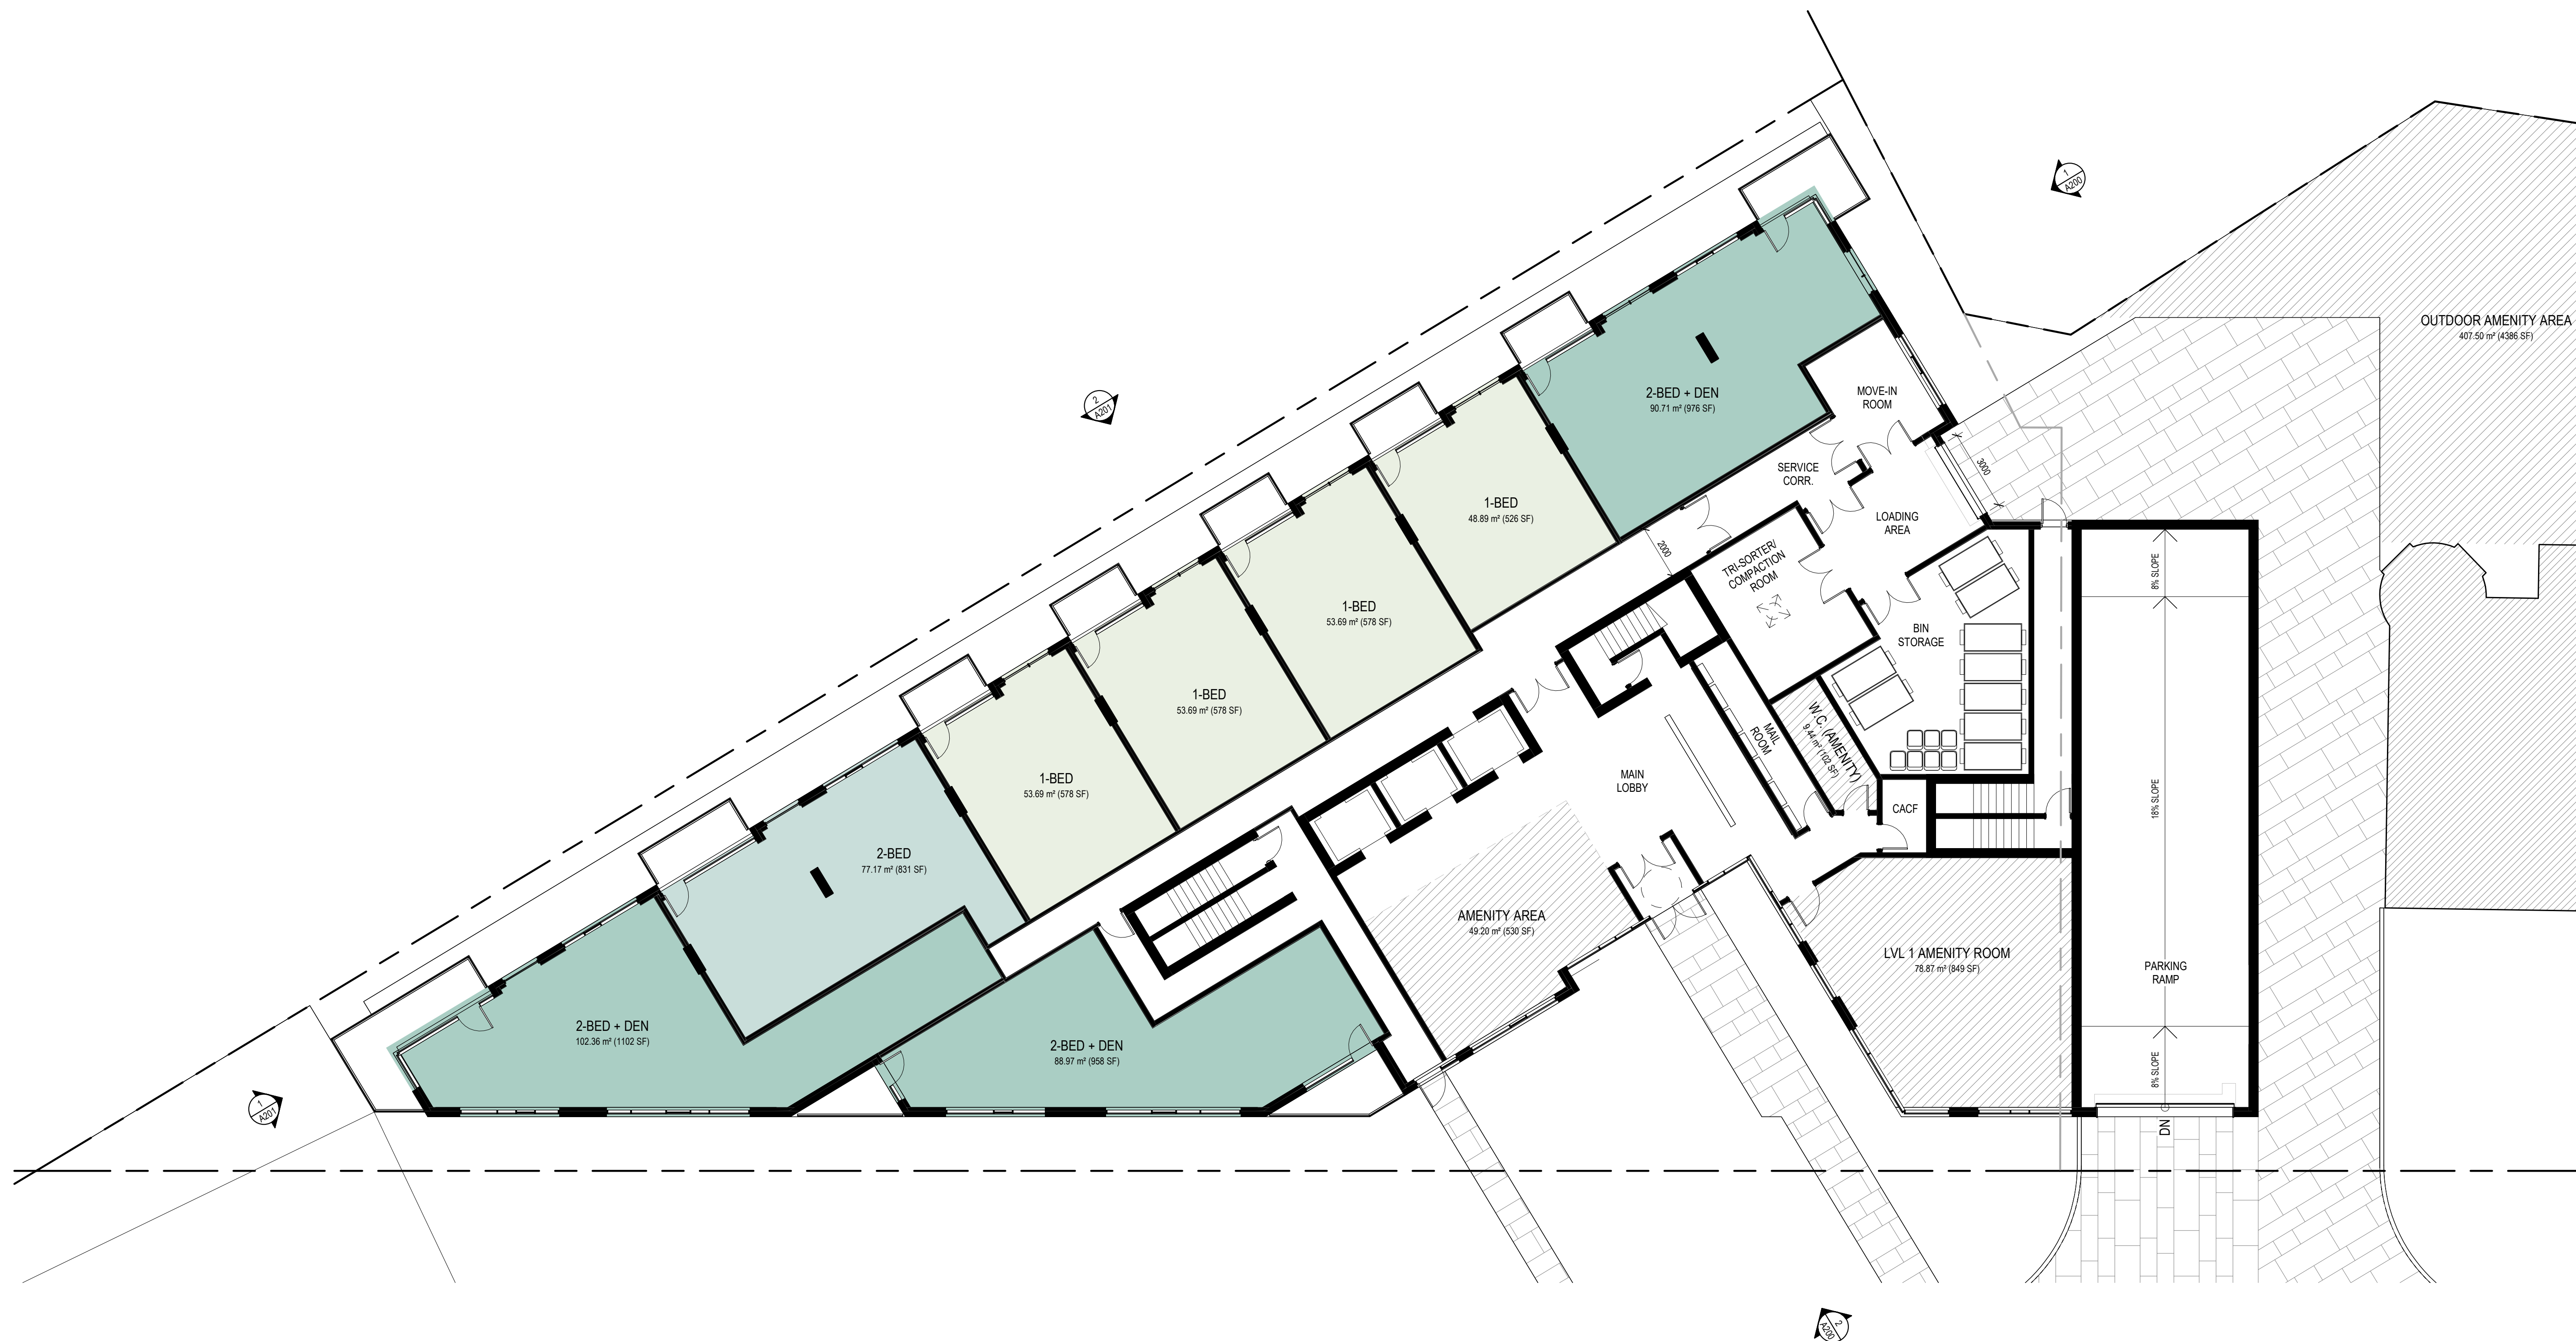 1
A200
OUTDOOR AMENITY AREA
407.50 m² (4386 SF)
2
A201
2-BED + DEN
90.71 m² (976 SF)
MOVE-IN
ROOM
3000
SERVICE
CORR.
1-BED
48.89 m² (526 SF)
LOADING
AREA
2000
TRI-SORTER/
COMPACTION
ROOM
8% SLOPE
1-BED
53.69 m² (578 SF)
BIN
STORAGE
1-BED
53.69 m² (578 SF)
W.C. (AMENITY)
9.44 m² (102 SF)
MAIL
ROOM
1-BED
53.69 m² (578 SF)
MAIN
LOBBY
18% SLOPE
CACF
2-BED
77.17 m² (831 SF)
AMENITY AREA
49.20 m² (530 SF)
LVL 1 AMENITY ROOM
78.87 m² (849 SF)
PARKING
RAMP
2-BED + DEN
102.36 m² (1102 SF)
2-BED + DEN
88.97 m² (958 SF)
8% SLOPE
1
A201
DN
2
A200